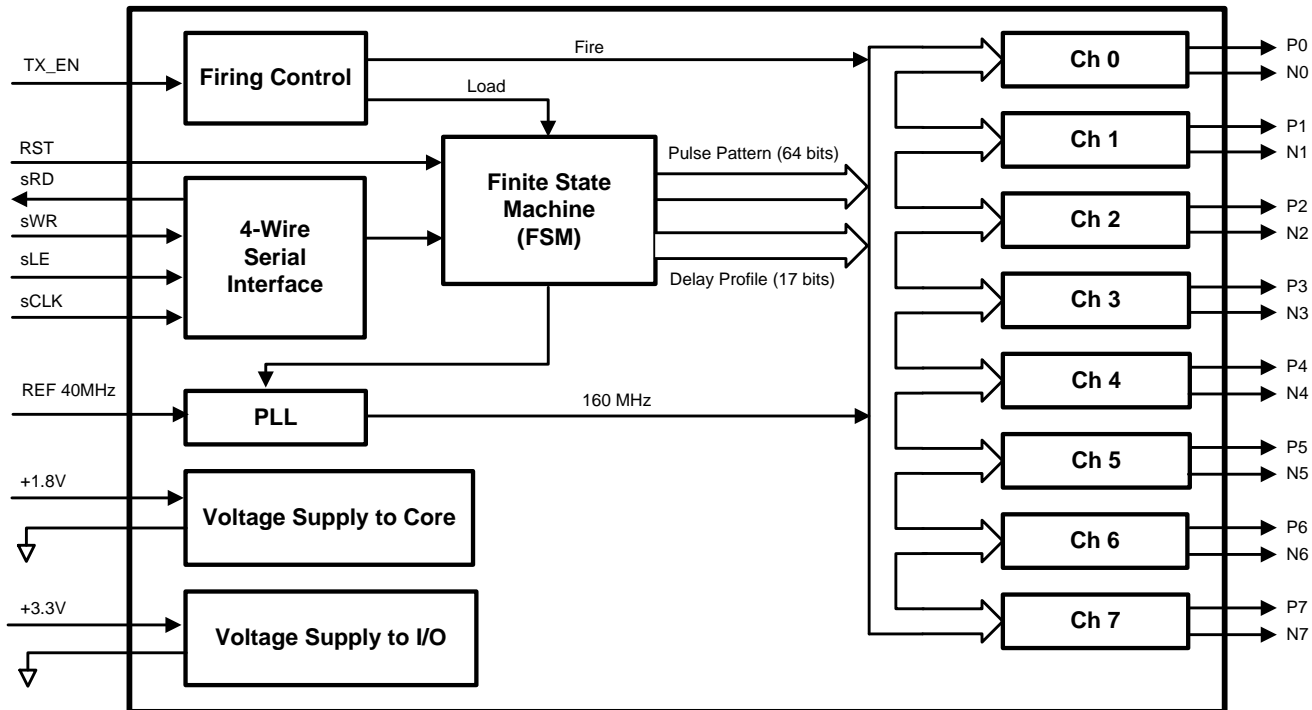 TX_EN
Firing Control
Fire
Load
RST
sRD
sWR
sLE
sCLK
4-Wire
Serial
Interface
Finite State
Machine
(FSM)
Pulse Pattern (64 bits)
Delay Profile (17 bits)
REF 40MHz
PLL
160 MHz
+1.8V
Voltage Supply to Core
+3.3V
Voltage Supply to I/O
Ch 0
P0
N0
Ch 1
P1
N1
Ch 2
P2
N2
Ch 3
P3
N3
Ch 4
P4
N4
Ch 5
P5
N5
Ch 6
P6
N6
Ch 7
P7
N7